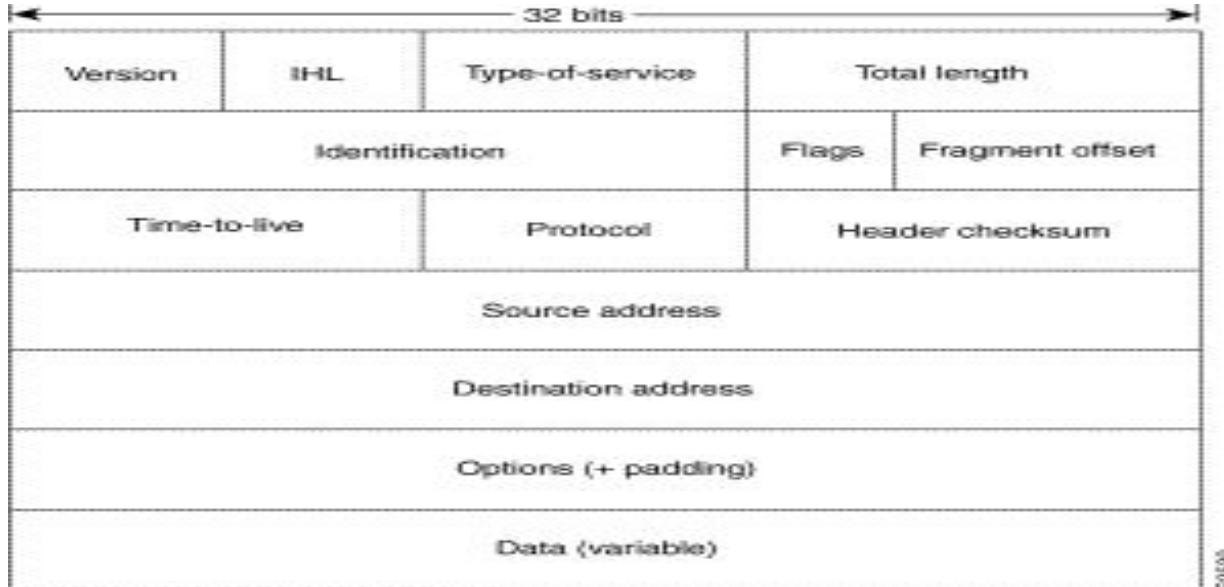 32 bits
Version IHL Type-of-service Total length
Identification Flags Fragment offset
Time-to-live Protocol Header checksum
Source address
Destination address
Options (+ padding)
Data (variable)